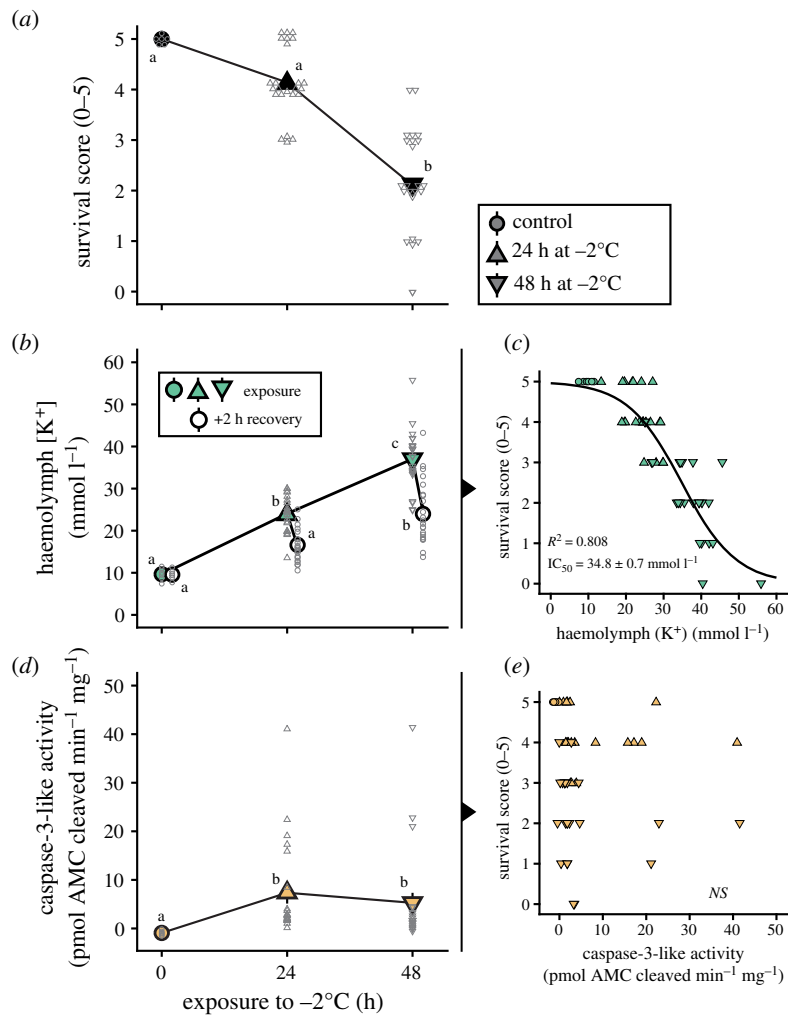 (a)
5
4
3
2
1
0
survival score (0–5)
a
a
b
control
24 h at –2°C
48 h at –2°C
(b)
60
50
40
30
20
10
0
haemolymph [K+]
(mmol l–1)
exposure
+2 h recovery
a
a
b
a
c
b
(c)
5
4
3
2
1
0
survival score (0–5)
R2 = 0.808
IC50 = 34.8 ± 0.7 mmol l–1
0 10 20 30 40 50 60
haemolymph (K+) (mmol l–1)
(d)
50
40
30
20
10
0
caspase-3-like activity
(pmol AMC cleaved min–1 mg–1)
a
b
b
0 24 48
exposure to –2°C (h)
(e)
5
4
3
2
1
0
survival score (0–5)
NS
0 10 20 30 40 50
caspase-3-like activity
(pmol AMC cleaved min–1 mg–1)